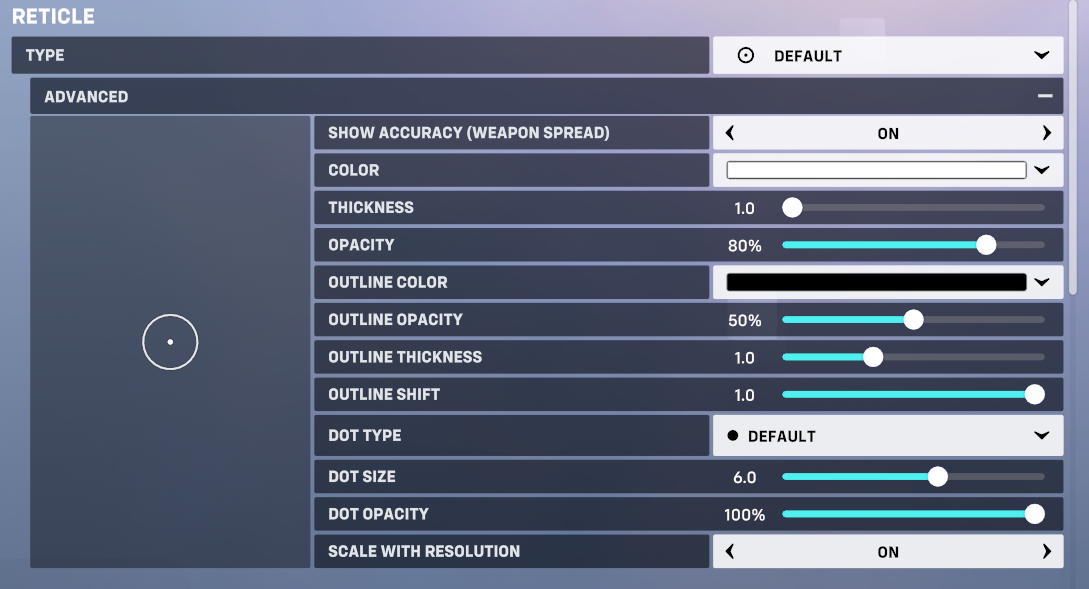 RETICLE
TYPE DEFAULT
ADVANCED
SHOW ACCURACY (WEAPON SPREAD) ON
COLOR
THICKNESS 1.0
OPACITY 80%
OUTLINE COLOR
OUTLINE OPACITY 50%
OUTLINE THICKNESS 1.0
OUTLINE SHIFT 1.0
DOT TYPE DEFAULT
DOT SIZE 6.0
DOT OPACITY 100%
SCALE WITH RESOLUTION ON